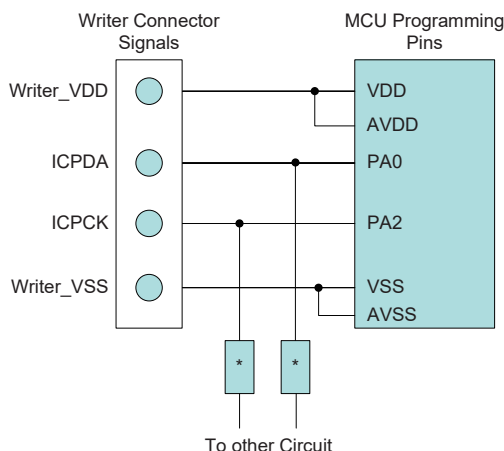 Writer Connector
Signals
MCU Programming
Pins
Writer_VDD
VDD
AVDD
ICPDA
PA0
ICPCK
PA2
Writer_VSS
VSS
AVSS
*
*
To other Circuit